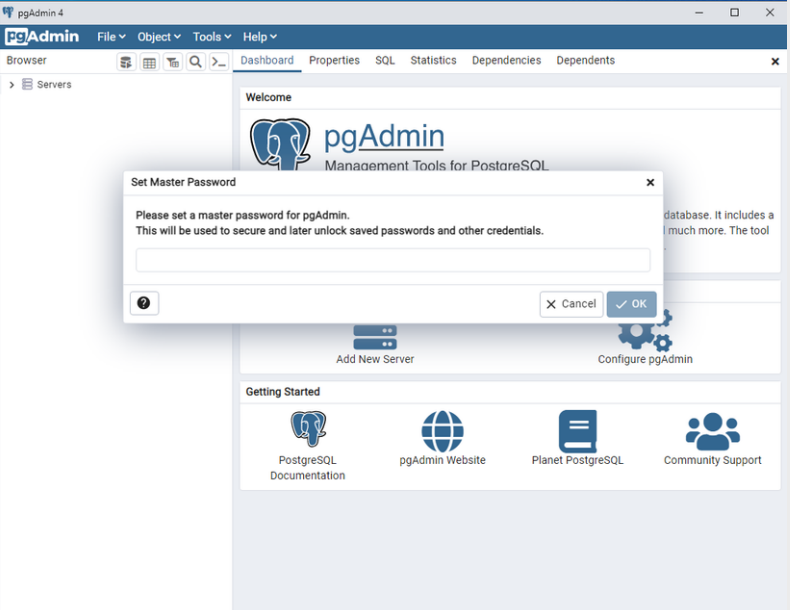 pgAdmin 4
pgAdmin File Object Tools Help
Browser
Dashboard Properties SQL Statistics Dependencies Dependents
Servers
Welcome
pgAdmin
Management Tools for PostgreSQL
Set Master Password
Please set a master password for pgAdmin.
This will be used to secure and later unlock saved passwords and other credentials.
database. It includes a
much more. The tool
Cancel OK
Add New Server Configure pgAdmin
Getting Started
PostgreSQL
Documentation
pgAdmin Website
Planet PostgreSQL
Community Support